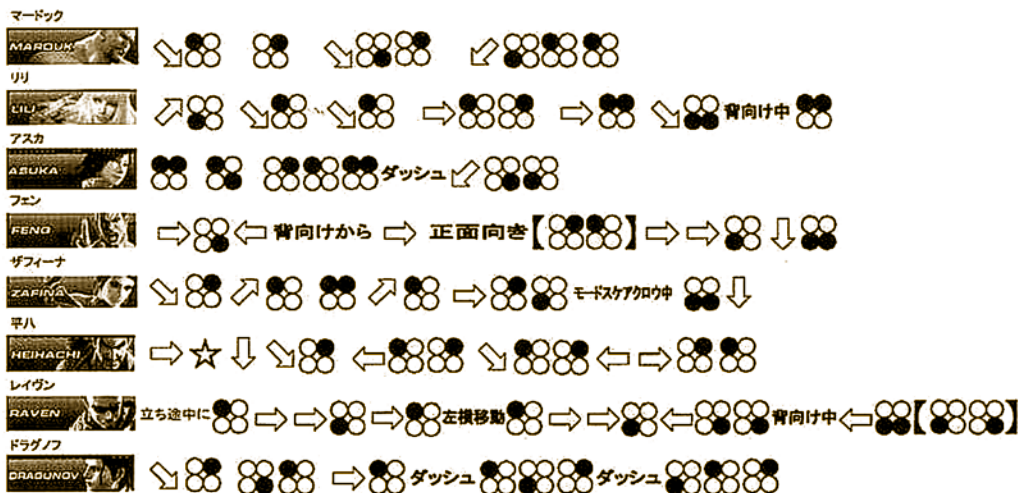 マードック
MARDUK
リリ
LILI 背向け中
アスカ
ASUKA ダッシュ
フェン
FENG 背向けから 正面向き【 】
ザフィーナ
ZAFINA モードスケアクロウ中
平八
HEIHACHI
レイヴン
RAVEN 立ち途中に 左横移動 背向け中 【 】
ドラグノフ
DRAGUNOV ダッシュ ダッシュ